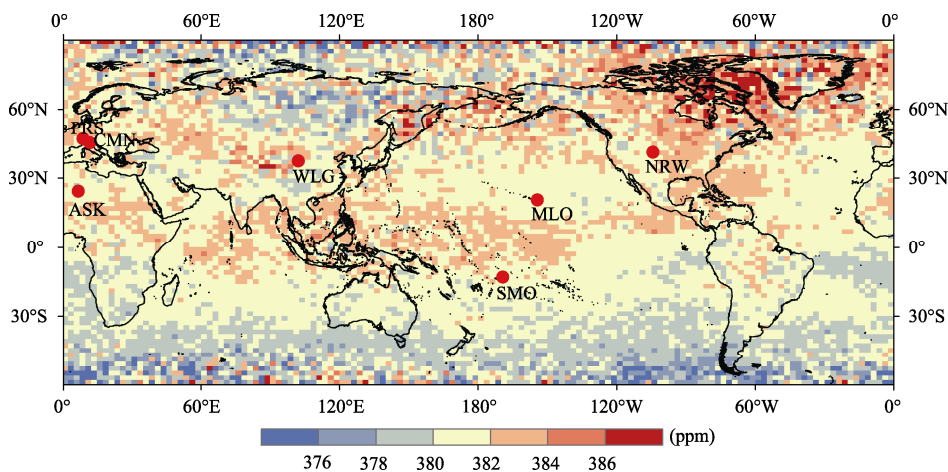 0° 60°E 120°E 180° 120°W 60°W 0°
60°N 60°N
PRS
CMN
WLG NRW
30°N 30°N
ASK MLO
0° 0°
SMO
30°S 30°S
0° 60°E 120°E 180° 120°W 60°W 0°
(ppm)
376 378 380 382 384 386